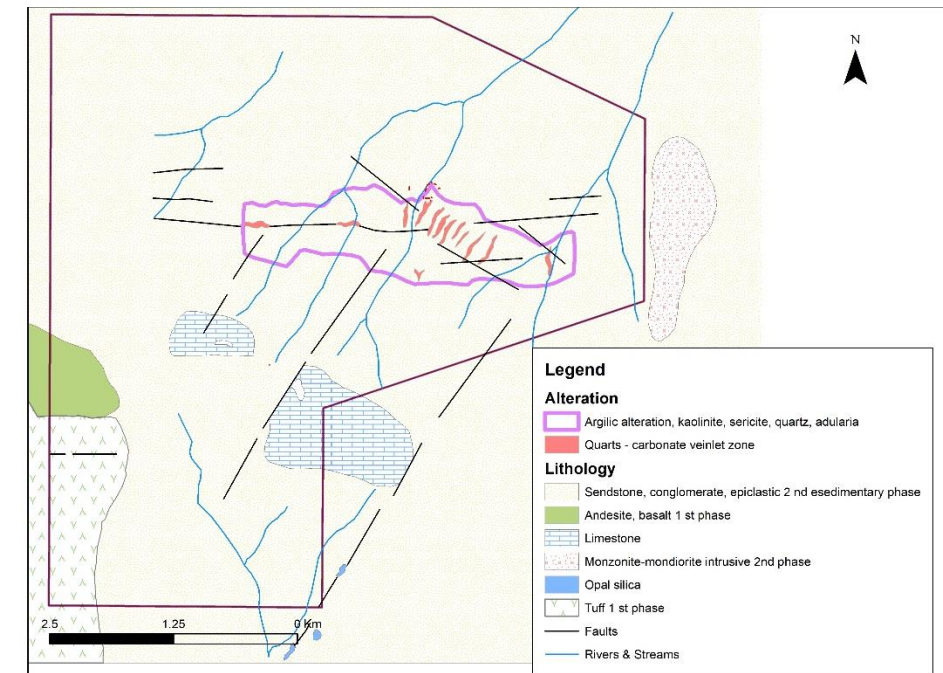 N
Legend
Alteration
Argilic alteration, kaolinite, sericite, quartz, adularia
Quarts - carbonate veinlet zone
Lithology
Sendstone, conglomerate, epiclastic 2 nd esedimentary phase
Andesite, basalt 1 st phase
Limestone
Monzonite-mondiorite intrusive 2nd phase
Opal silica
Tuff 1 st phase
Faults
Rivers & Streams
2.5 1.25 0 Km